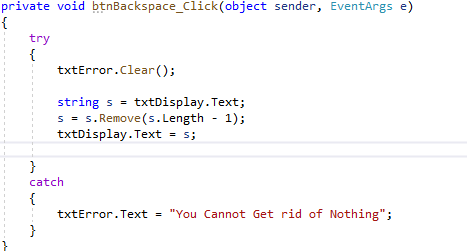 private void btnBackspace_Click(object sender, EventArgs e)
{
try
{
txtError.Clear();
string s = txtDisplay.Text;
s = s.Remove(s.Length - 1);
txtDisplay.Text = s;
}
catch
{
txtError.Text = "You Cannot Get rid of Nothing";
}
}